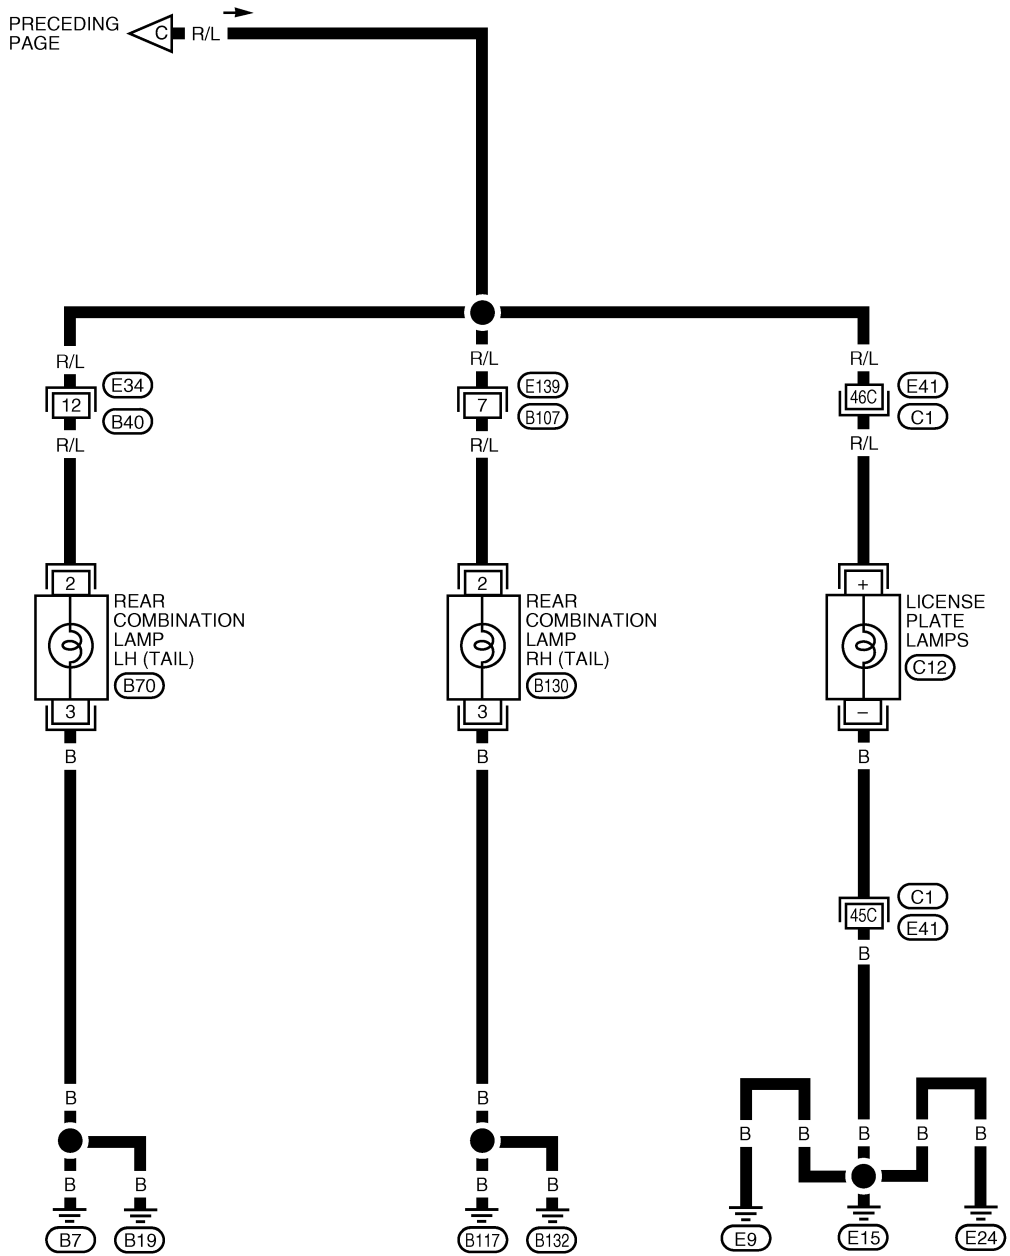 PRECEDING
PAGE
C
R/L
R/L
R/L
R/L
E34
E139
E41
12
7
46C
B40
B107
C1
R/L
R/L
R/L
2
2
+
REAR
COMBINATION
LAMP
LH (TAIL)
B70
REAR
COMBINATION
LAMP
RH (TAIL)
B130
LICENSE
PLATE
LAMPS
C12
3
3
–
B
B
B
C1
45C
E41
B
B
B
B
B
B
B
B
B
B
B
B
B7
B19
B117
B132
E9
E15
E24